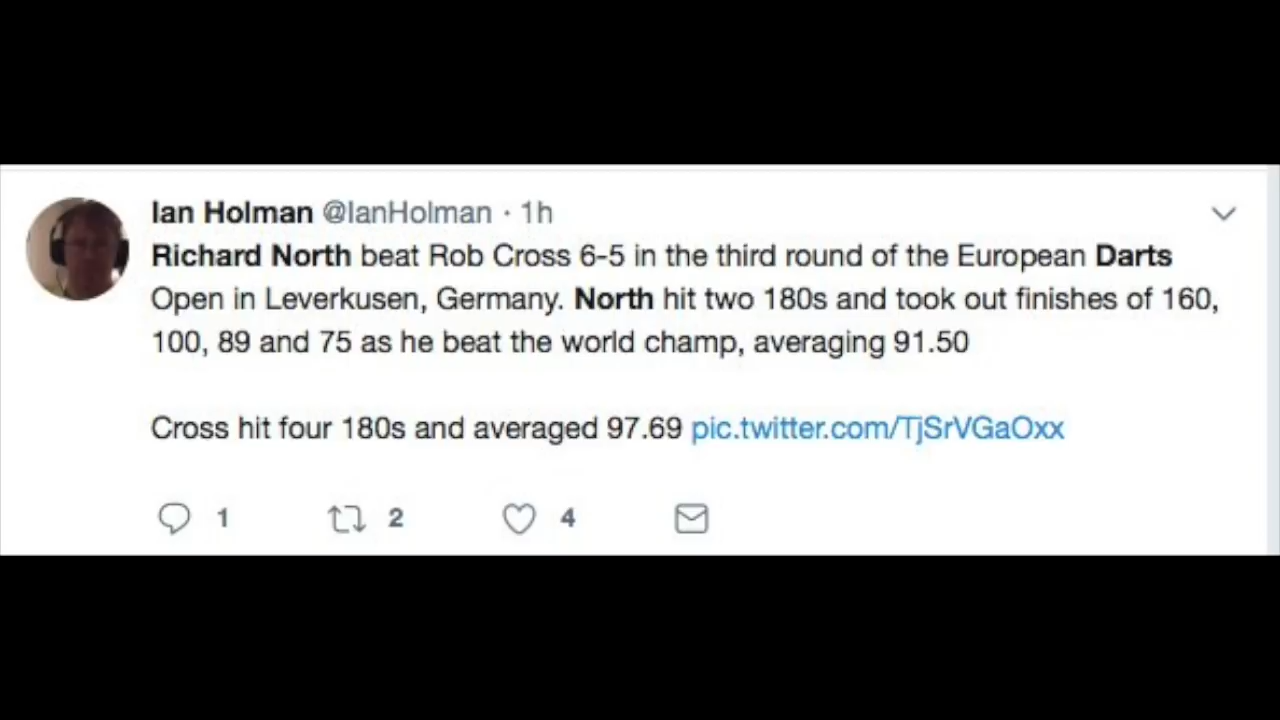 Ian Holman @IanHolman · 1h
Richard North beat Rob Cross 6-5 in the third round of the European Darts
Open in Leverkusen, Germany. North hit two 180s and took out finishes of 160,
100, 89 and 75 as he beat the world champ, averaging 91.50
Cross hit four 180s and averaged 97.69 pic.twitter.com/TjSrVGaOxx
1 2 4